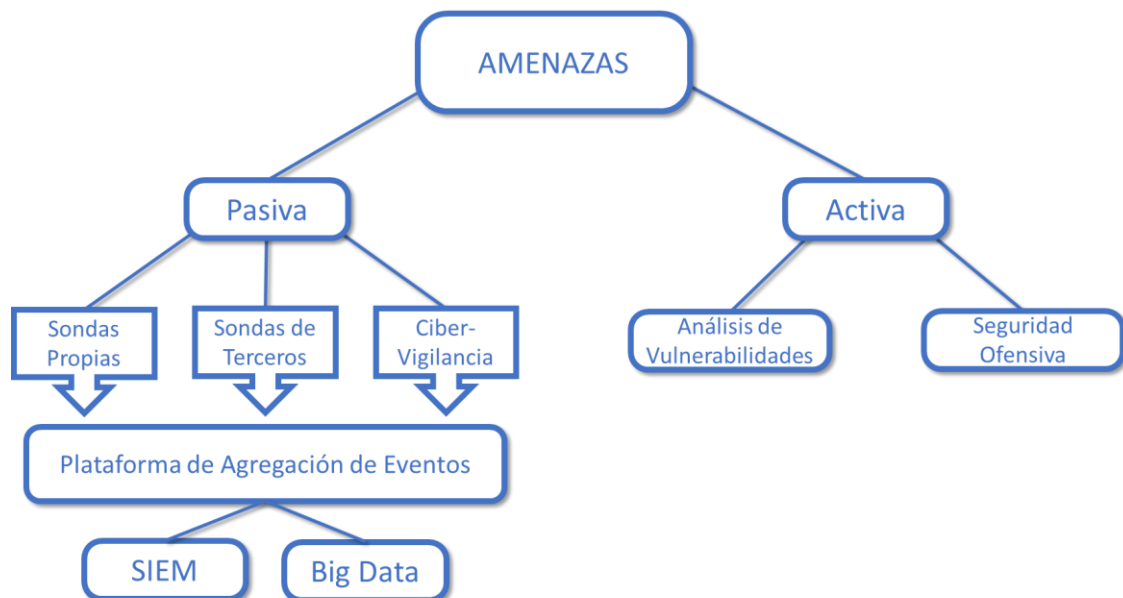 AMENAZAS
Pasiva
Activa
Sondas
Propias
Sondas de
Terceros
Ciber-
Vigilancia
Análisis de
Vulnerabilidades
Seguridad
Ofensiva
Plataforma de Agregación de Eventos
SIEM
Big Data